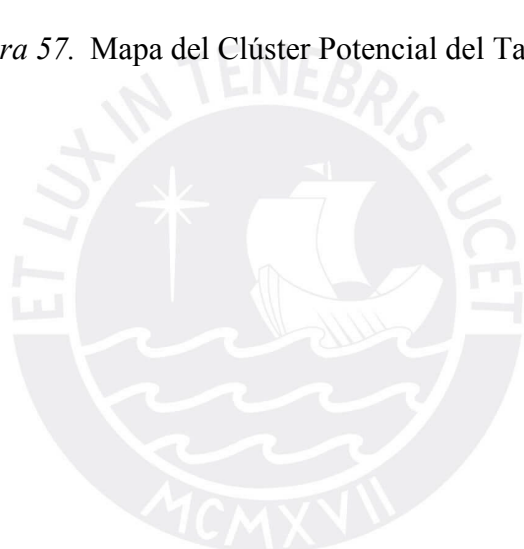 ra 57. Mapa del Clúster Potencial del Ta
ET LUX IN TENEBRIS LUCET
MCMXVII